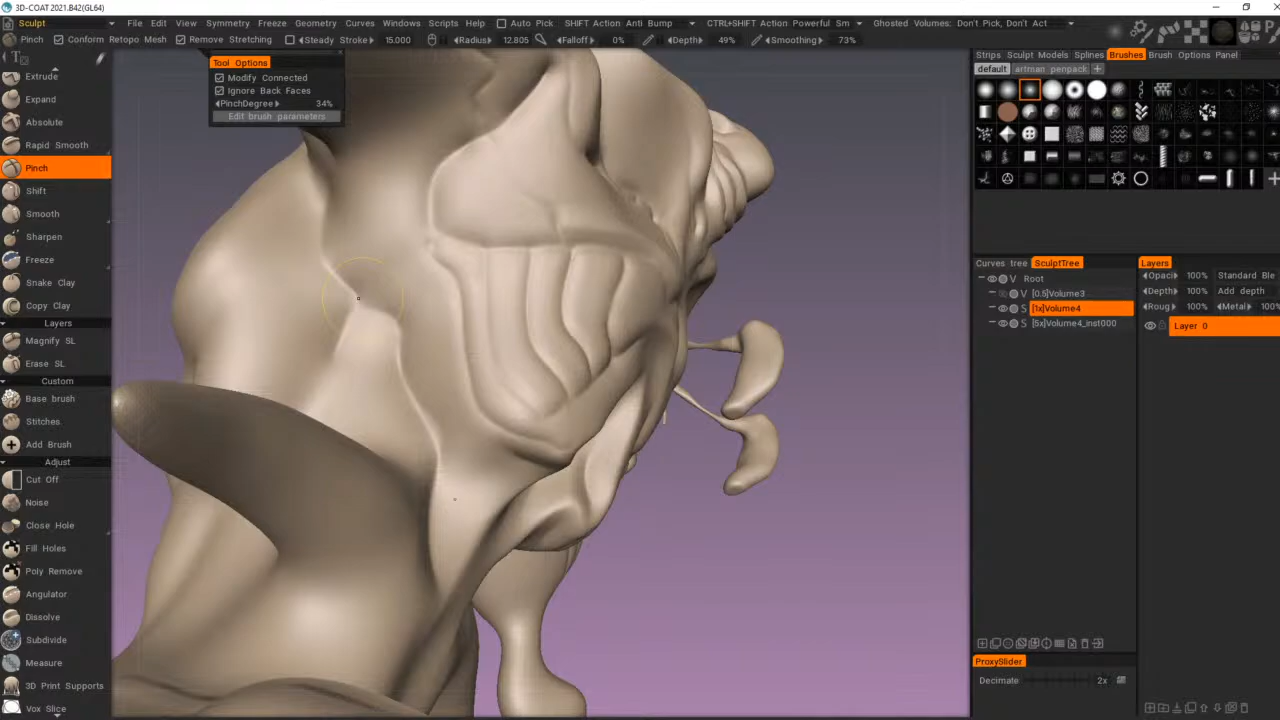 3D-COAT 2021.B42(GL64)
Sculpt File Edit View Symmetry Freeze Geometry Curves Windows Scripts Help Auto Pick SHIFT Action Anti Bump CTRL+SHIFT Action Powerful Sm Ghosted Volumes: Don't Pick, Don't Act
Pinch Conform Retopo Mesh Remove Stretching Steady Stroke 15.000 Radius 12.805 Falloff 0% Depth 49% Smoothing 73%
Tool Options
Modify Connected
Ignore Back Faces
PinchDegree 34%
Edit brush parameters
Extrude
Expand
Absolute
Rapid Smooth
Pinch
Shift
Smooth
Sharpen
Freeze
Snake Clay
Copy Clay
Layers
Magnify SL
Erase SL
Custom
Base brush
Stitches
Add Brush
Adjust
Cut Off
Noise
Close Hole
Fill Holes
Poly Remove
Angulator
Dissolve
Subdivide
Measure
3D Print Supports
Vox Slice
Strips Sculpt Models Splines Brushes Brush Options Panel
default artman penpack +
Curves tree SculptTree
V Root
V [0.5]Volume3
S [1x]Volume4
S [5x]Volume4_inst000
Layers
Opaci 100% Standard Ble
Depth 100% Add depth
Roug 100% Metal 100%
Layer 0
ProxySlider
Decimate 2x